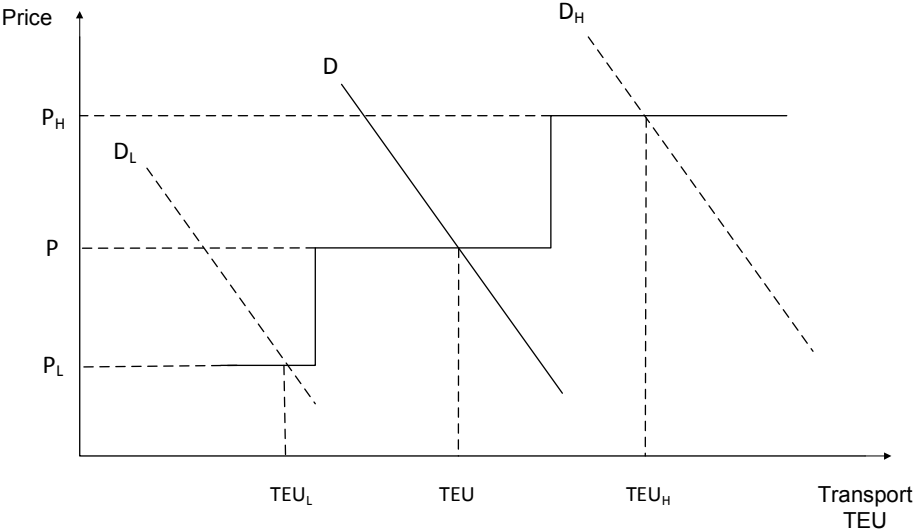 Price
D_H
D
P_H
D_L
P
P_L
TEU_L
TEU
TEU_H
Transport
TEU